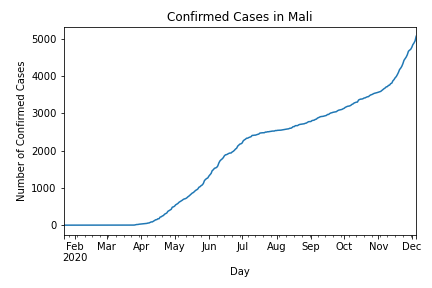 Confirmed Cases in Mali
Number of Confirmed Cases
5000
4000
3000
2000
1000
0
Feb Mar Apr May Jun Jul Aug Sep Oct Nov Dec
2020
Day